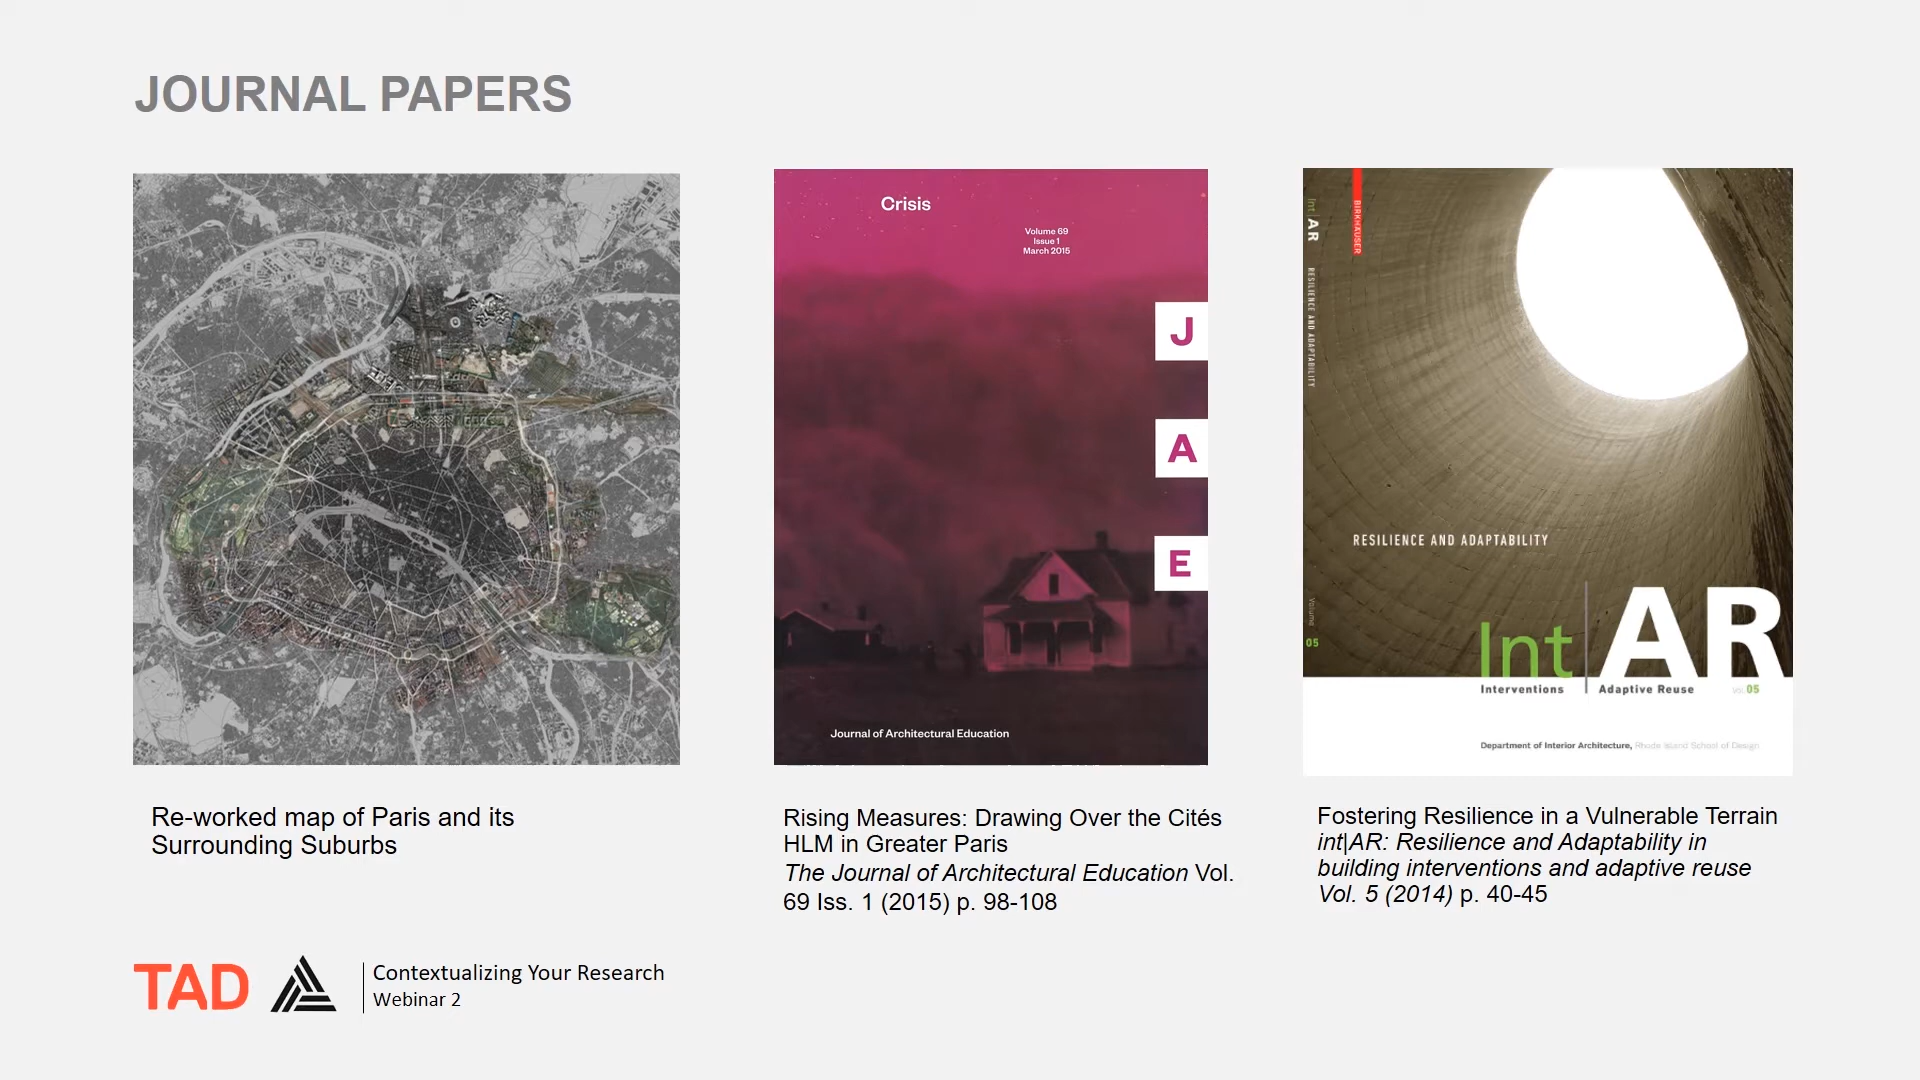 JOURNAL PAPERS
Crisis
Volume 69
Issue 1
March 2015
J
A
E
Journal of Architectural Education
Int AR
RESILIENCE AND ADAPTABILITY
Volume
05
BIRKHÄUSER
RESILIENCE AND ADAPTABILITY
Int AR
Interventions Adaptive Reuse VOL 05
Department of Interior Architecture, Rhode Island School of Design
Re-worked map of Paris and its
Surrounding Suburbs
Rising Measures: Drawing Over the Cités
HLM in Greater Paris
The Journal of Architectural Education Vol.
69 Iss. 1 (2015) p. 98-108
Fostering Resilience in a Vulnerable Terrain
int|AR: Resilience and Adaptability in
building interventions and adaptive reuse
Vol. 5 (2014) p. 40-45
TAD
Contextualizing Your Research
Webinar 2